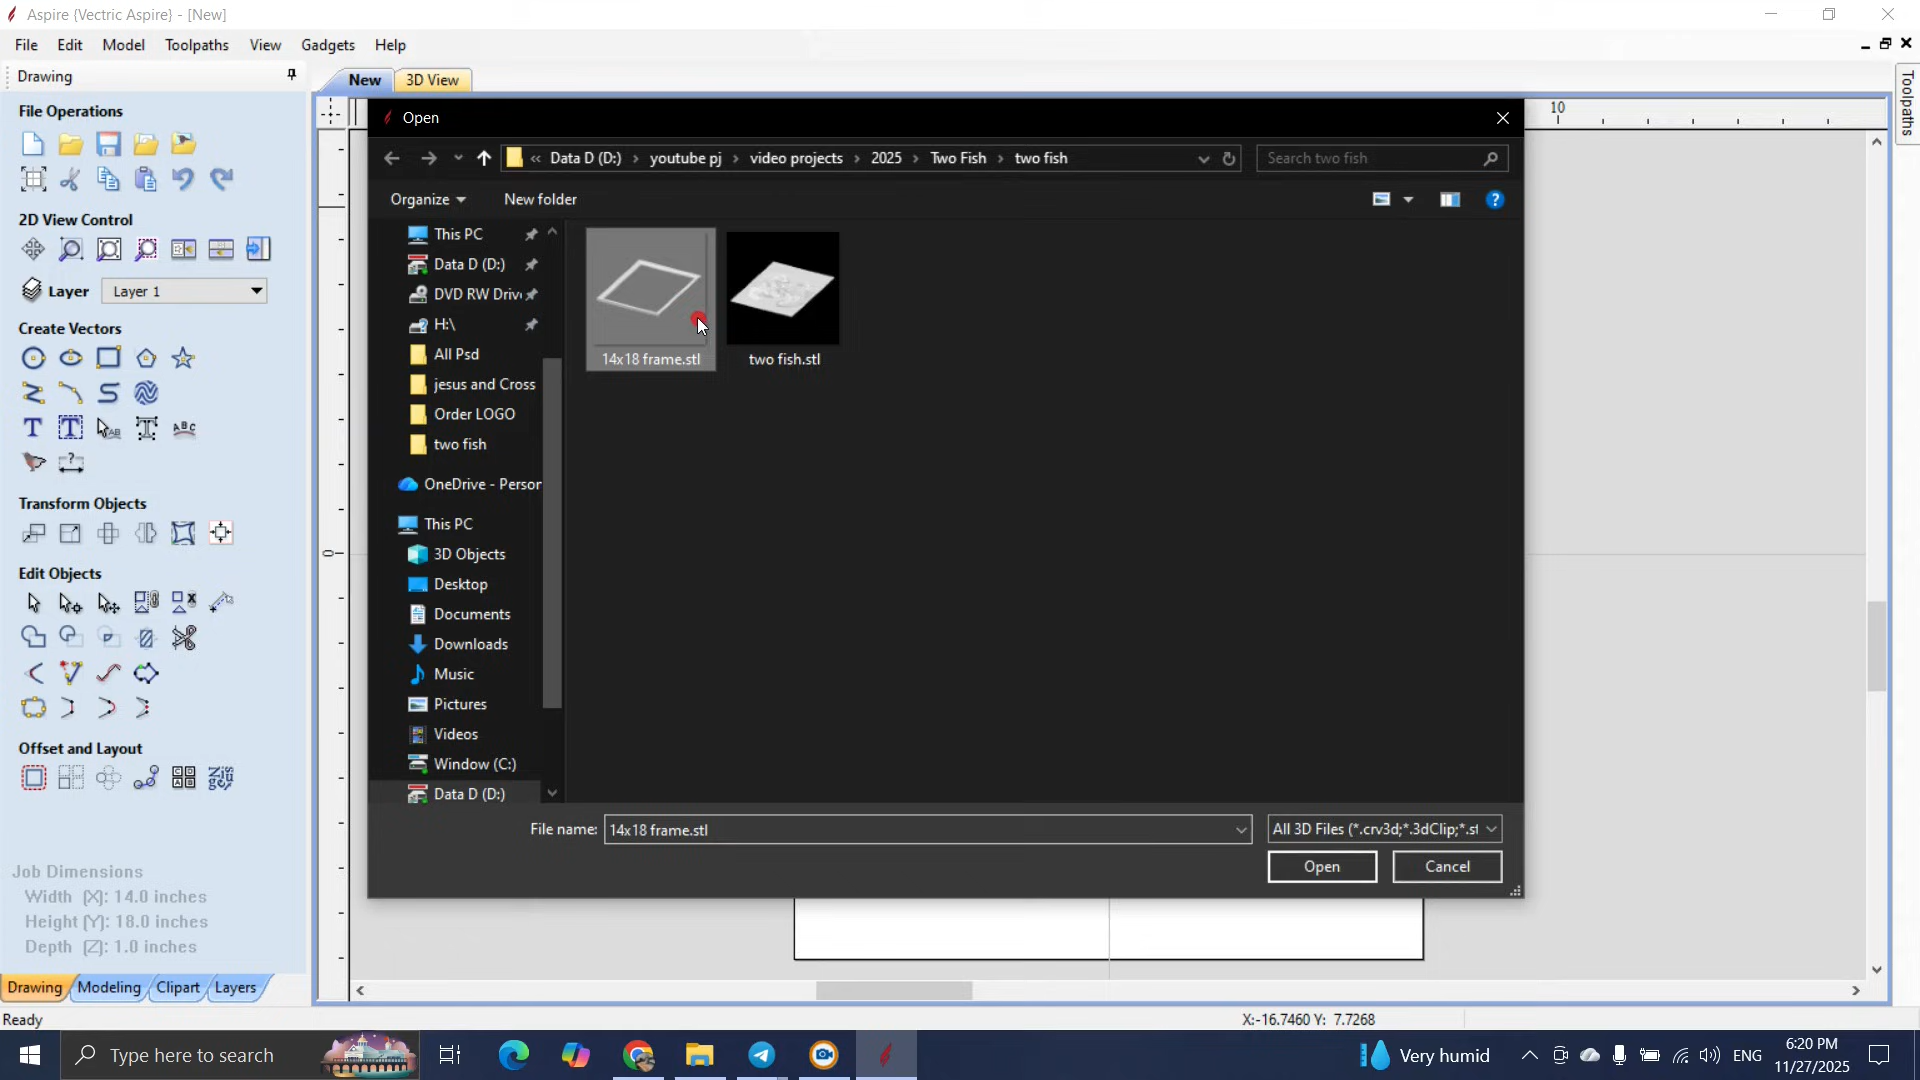 Aspire {Vectric Aspire} - [New]
File Edit Model Toolpaths View Gadgets Help
Drawing
New 3D View
Toolpaths
File Operations
2D View Control
Layer Layer 1
Create Vectors
Transform Objects
Edit Objects
Offset and Layout
Job Dimensions
Width (X): 14.0 inches
Height (Y): 18.0 inches
Depth (Z): 1.0 inches
Drawing Modeling Clipart Layers
Ready
X:-16.7460 Y: 7.7268
10
0
Open
« Data D (D:) › youtube pj › video projects › 2025 › Two Fish › two fish
Search two fish
Organize New folder
This PC
Data D (D:)
DVD RW Driv
H:\
All Psd
jesus and Cross
Order LOGO
two fish
OneDrive - Person
This PC
3D Objects
Desktop
Documents
Downloads
Music
Pictures
Videos
Window (C:)
Data D (D:)
14x18 frame.stl
two fish.stl
File name: 14x18 frame.stl
All 3D Files (*.crv3d;*.3dClip;*.st
Open Cancel
Type here to search
Very humid
ENG
6:20 PM
11/27/2025